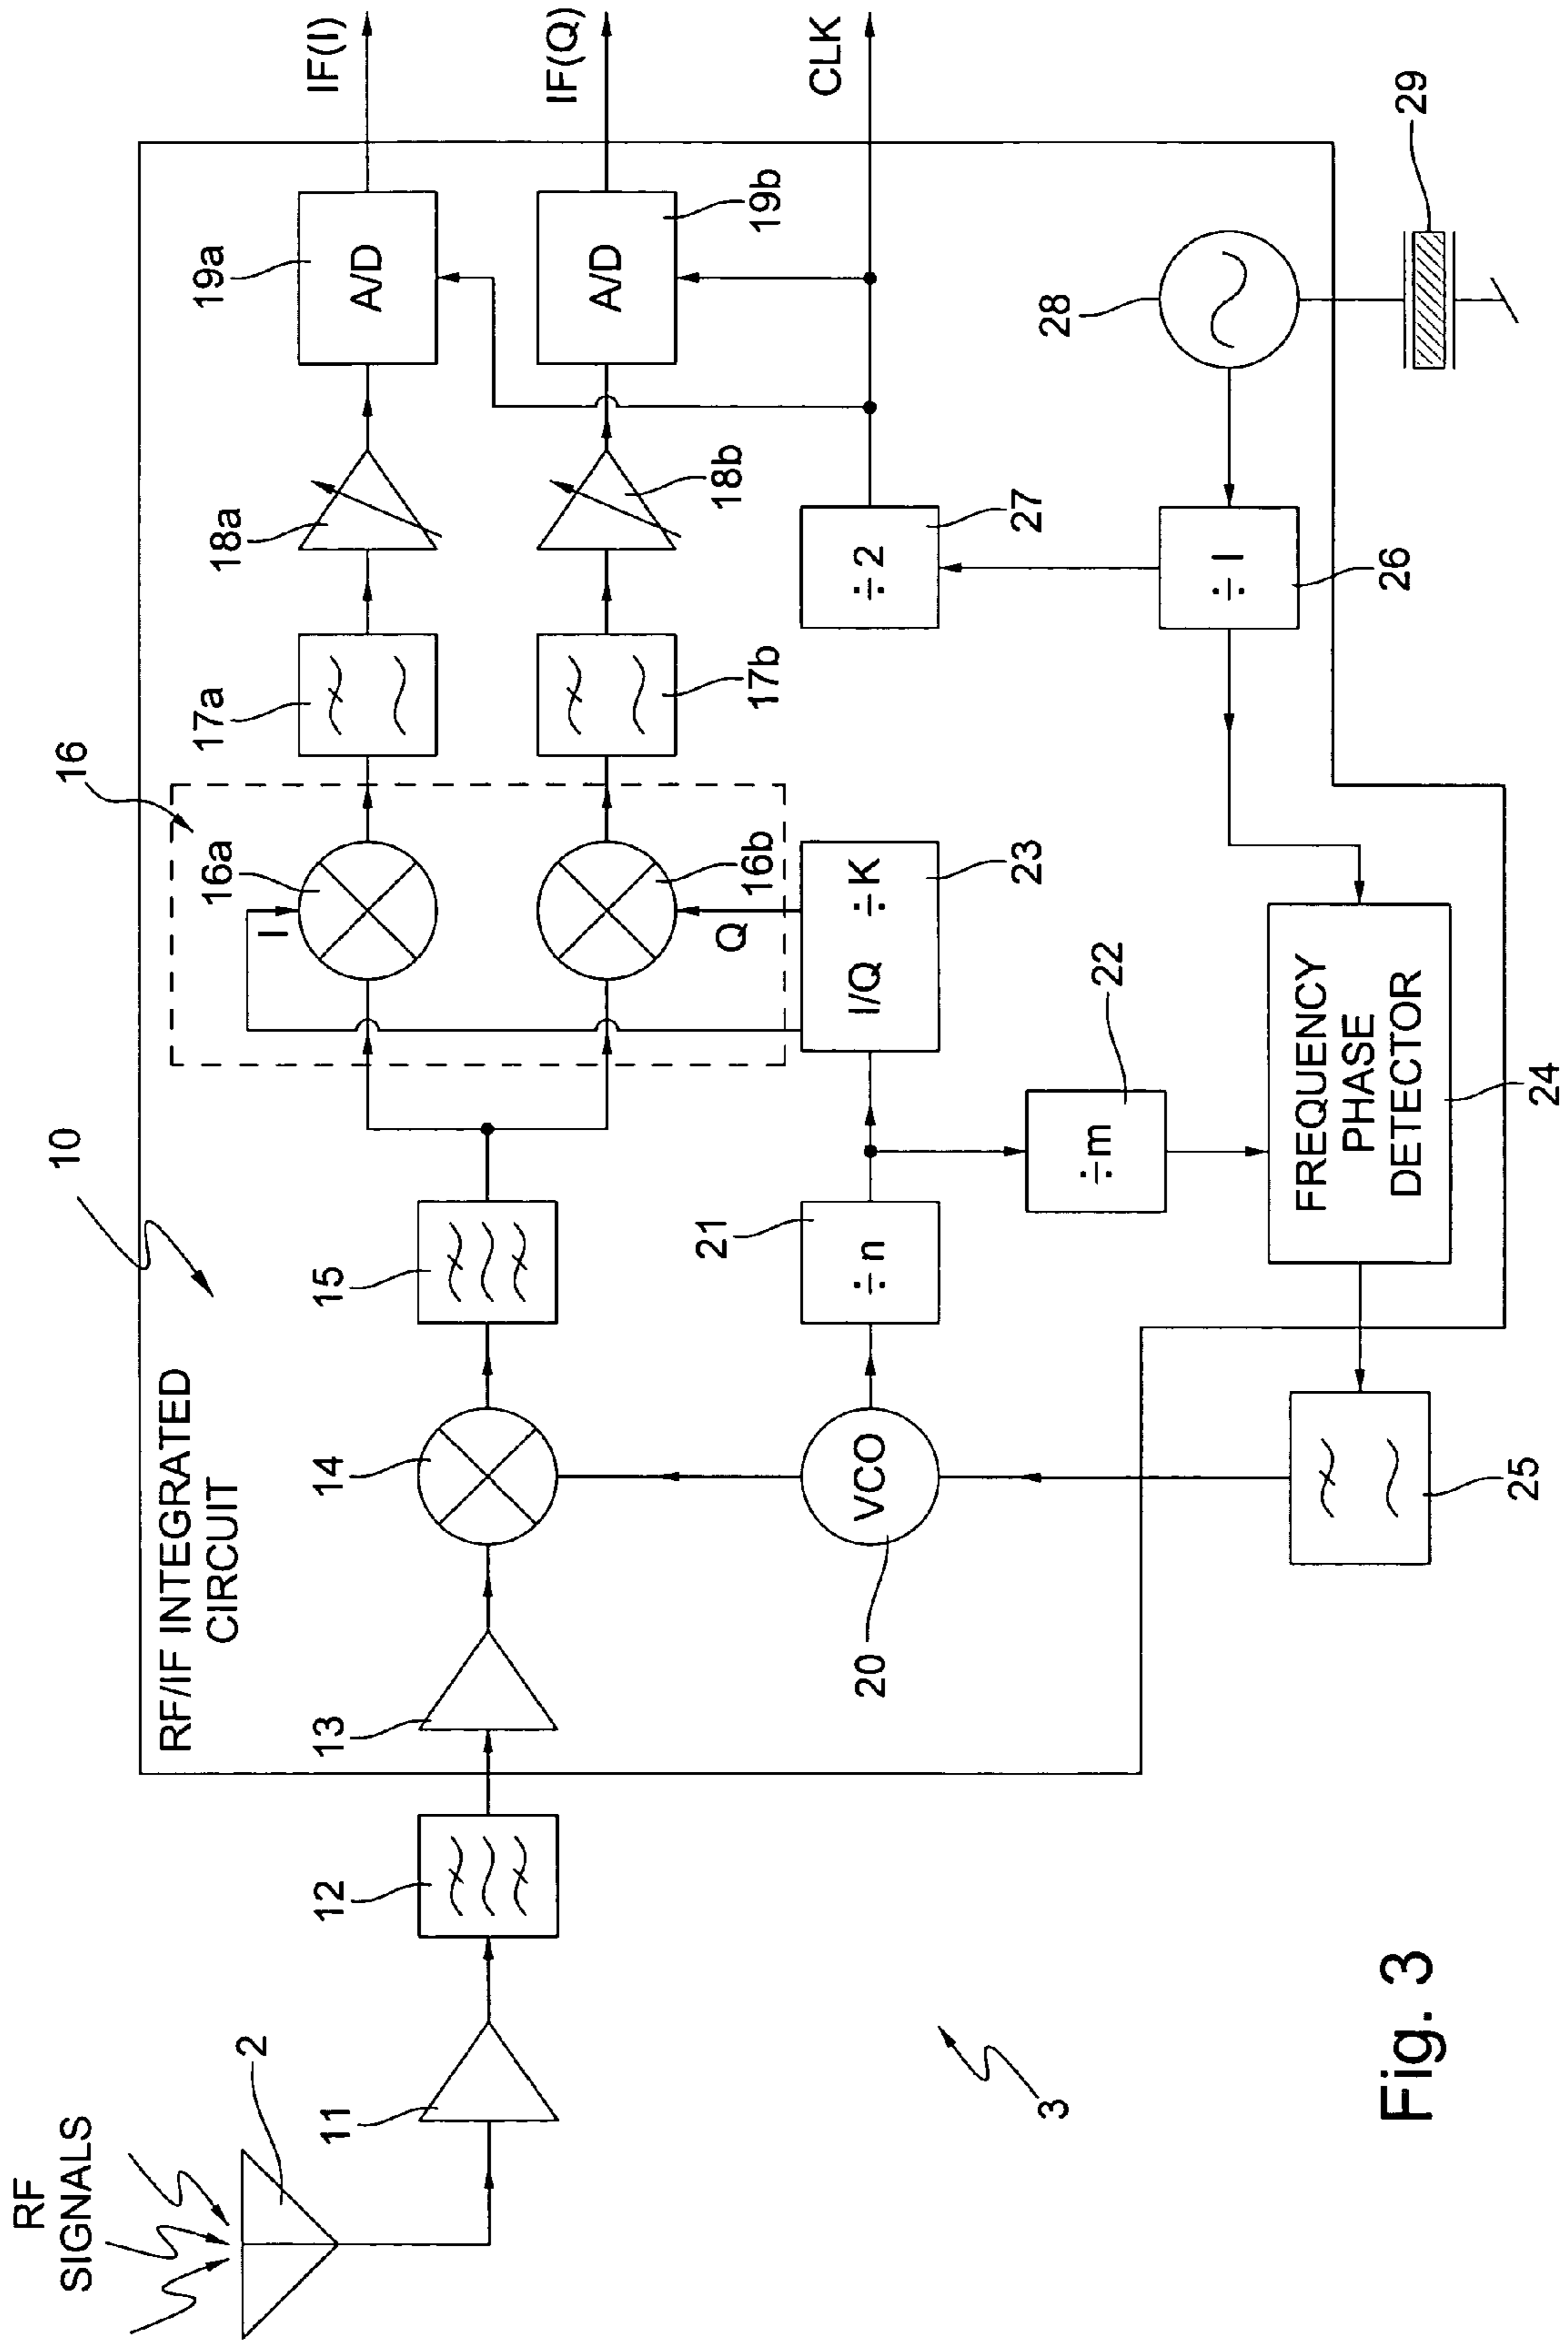 RF
SIGNALS
2
11
12
13
RF/IF INTEGRATED
CIRCUIT
10
14
15
16
16a
I
16b
Q
17a
17b
18a
18b
19a
A/D
19b
A/D
IF(I)
IF(Q)
CLK
VCO
20
÷n
21
÷m
22
I/Q ÷K
23
FREQUENCY
PHASE
DETECTOR
24
25
÷l
26
÷2
27
28
29
3
Fig. 3